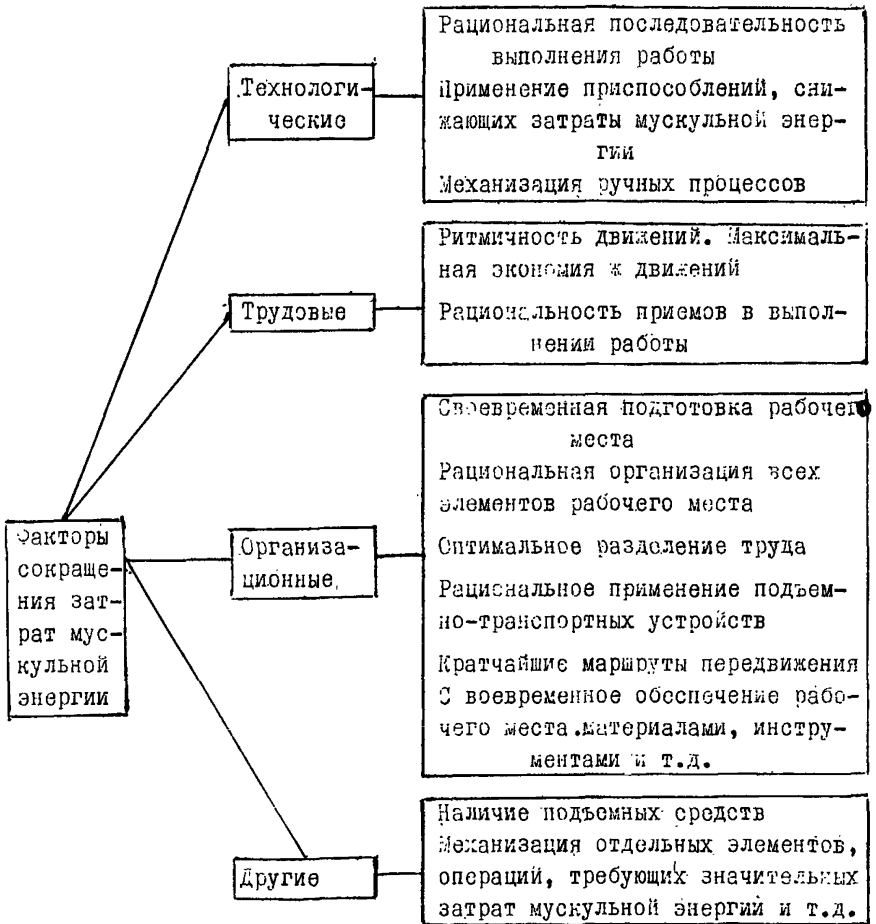 Рациональная последовательность
выполнения работы
Применение приспособлений, сни-
жающих затраты мускульной энер-
гии
Механизация ручных процессов
Технологи-
ческие
Ритмичность движений. Максималь-
ная экономия ж движений
Рациональность приемов в выпол-
нении работы
Трудовые
Своевременная подготовка рабочего
места
Рациональная организация всех
элементов рабочего места
Оптимальное разделение труда
Рациональное применение подъем-
но-транспортных устройств
Кратчайшие маршруты передвижения
С воевременное обеспечение рабо-
чего места материалами, инстру-
ментами и т.д.
Организа-
ционные
Факторы
сокраще-
ния зат-
рат мус-
кульной
энергии
Наличие подъемных средств
Механизация отдельных элементов,
операций, требующих значительных
затрат мускульной энергий и т.д.
Другие